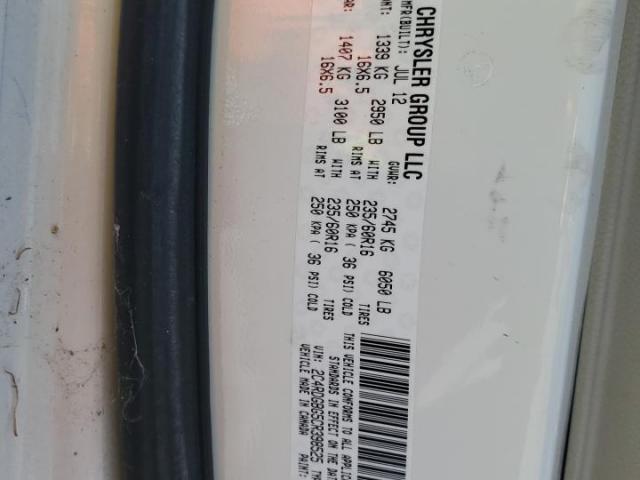 CHRYSLER GROUP LLC
MFR(BUILT): JUL 12 GVWR: 2745 KG 6050 LB
1339 KG 2950 LB WITH 235/60R16 TIRES
16X6.5 RIMS AT 250 KPA ( 36 PSI) COLD
1407 KG 3100 LB WITH 235/60R16 TIRES
16X6.5 RIMS AT 250 KPA ( 36 PSI) COLD
THIS VEHICLE CONFORMS TO ALL
STANDARDS IN EFFECT ON THE
VIN: 2C4RDGBG5CR398525
VEHICLE MADE IN CANADA PAINT: